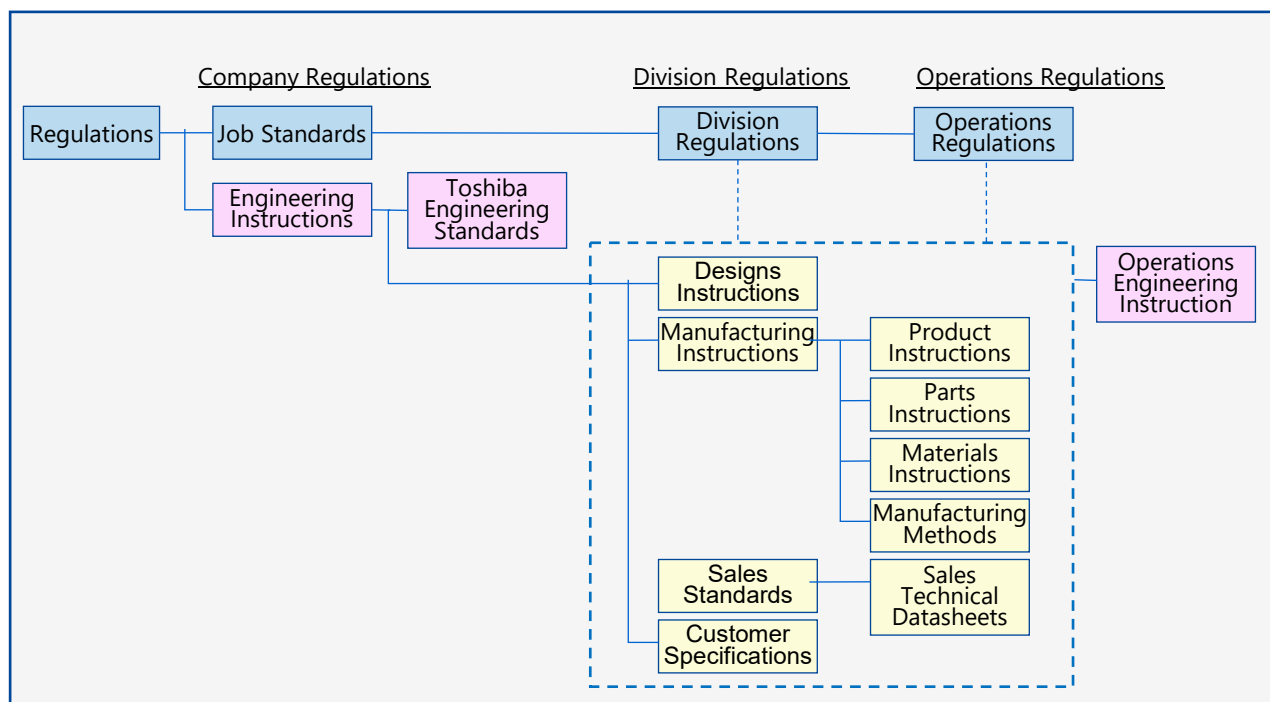 Company Regulations
Division Regulations
Operations Regulations
Regulations
Job Standards
Division
Regulations
Operations
Regulations
Engineering
Instructions
Toshiba
Engineering
Standards
Designs
Instructions
Operations
Engineering
Instruction
Manufacturing
Instructions
Product
Instructions
Parts
Instructions
Materials
Instructions
Manufacturing
Methods
Sales
Standards
Sales
Technical
Datasheets
Customer
Specifications